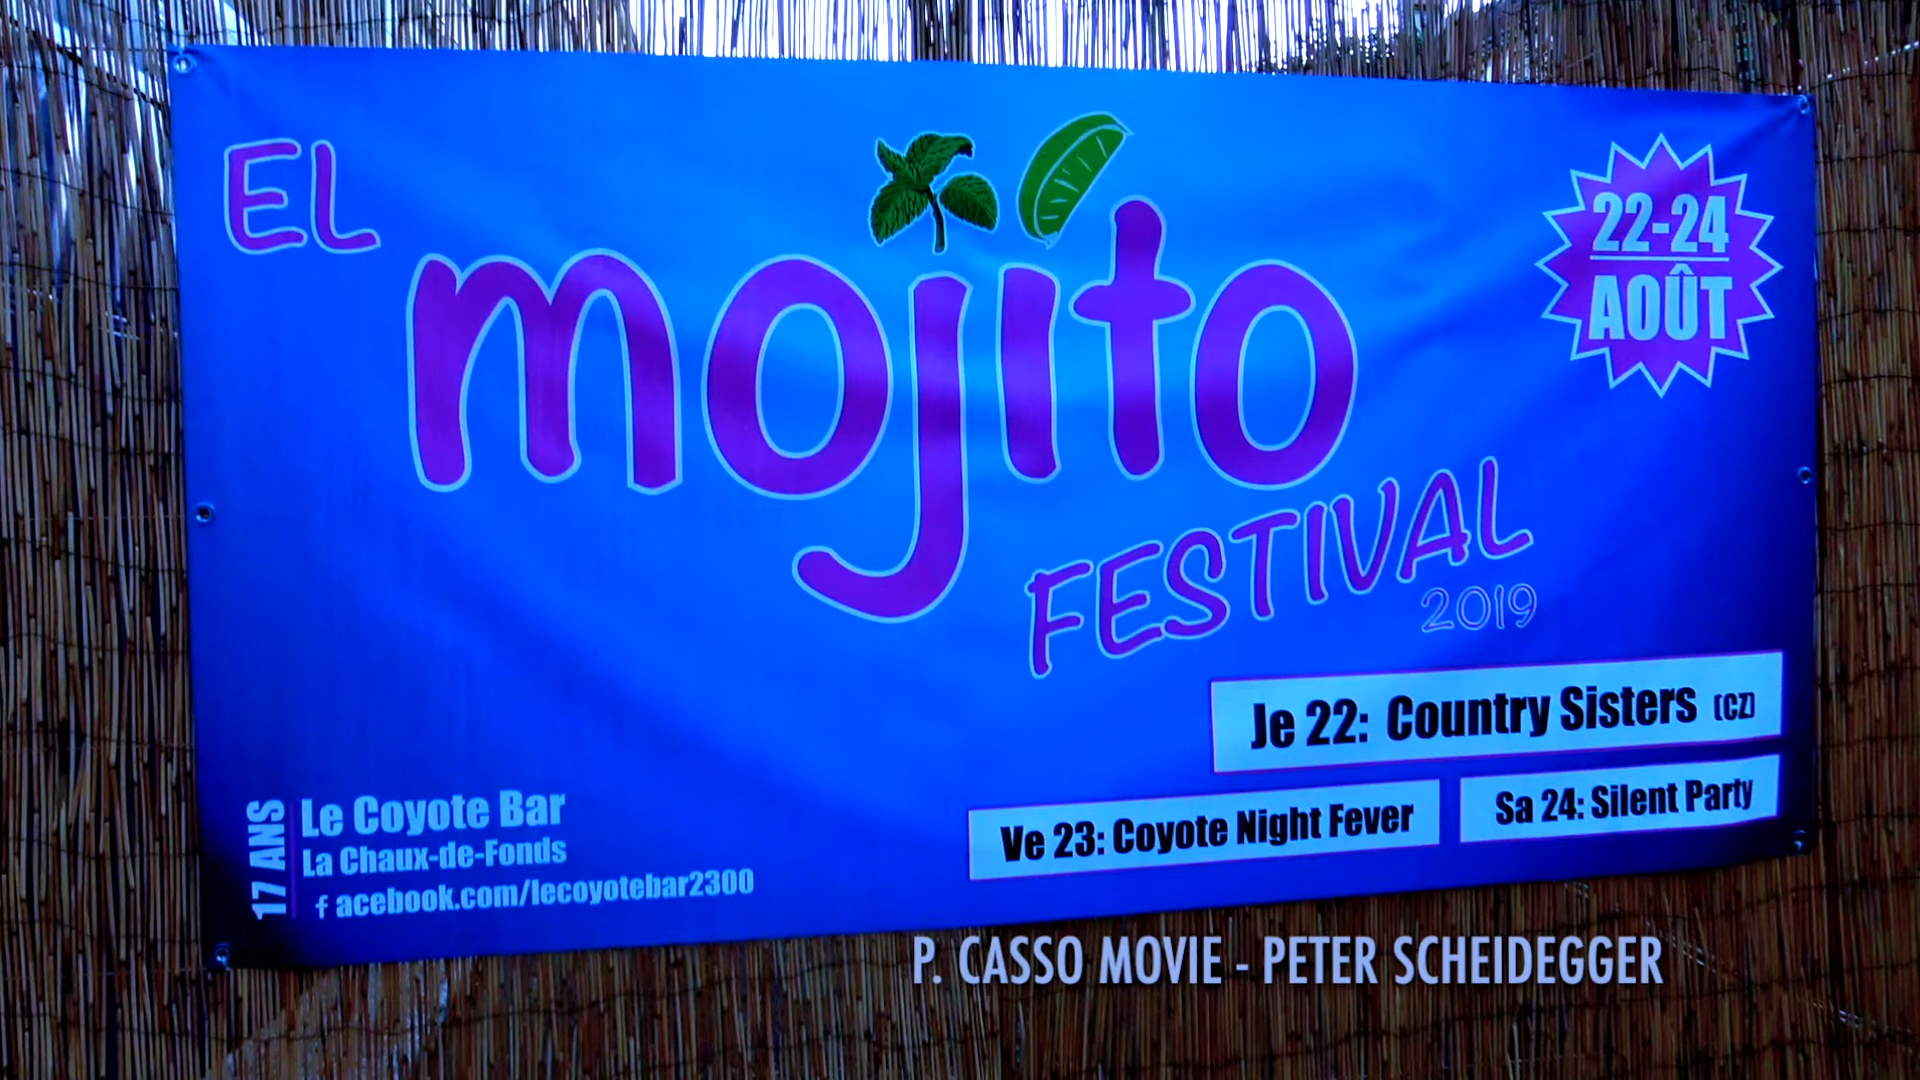 EL
mojito
FESTIVAL
2019
22-24
AOÛT
Je 22: Country Sisters (CZ)
Ve 23: Coyote Night Fever
Sa 24: Silent Party
17 ANS
Le Coyote Bar
La Chaux-de-Fonds
f acebook.com/lecoyotebar2300
P. CASSO MOVIE - PETER SCHEIDEGGER